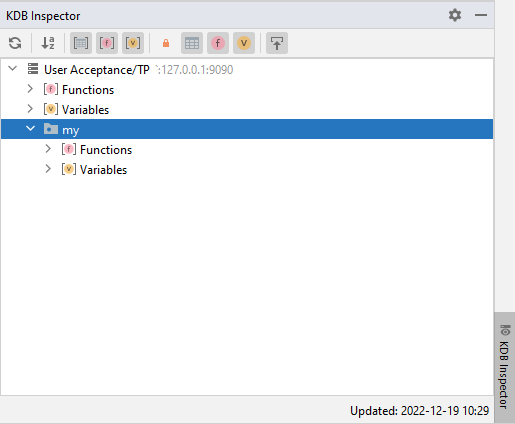 KDB Inspector
User Acceptance/TP `:127.0.0.1:9090
[f] Functions
[v] Variables
my
[f] Functions
[v] Variables
KDB Inspector
Updated: 2022-12-19 10:29